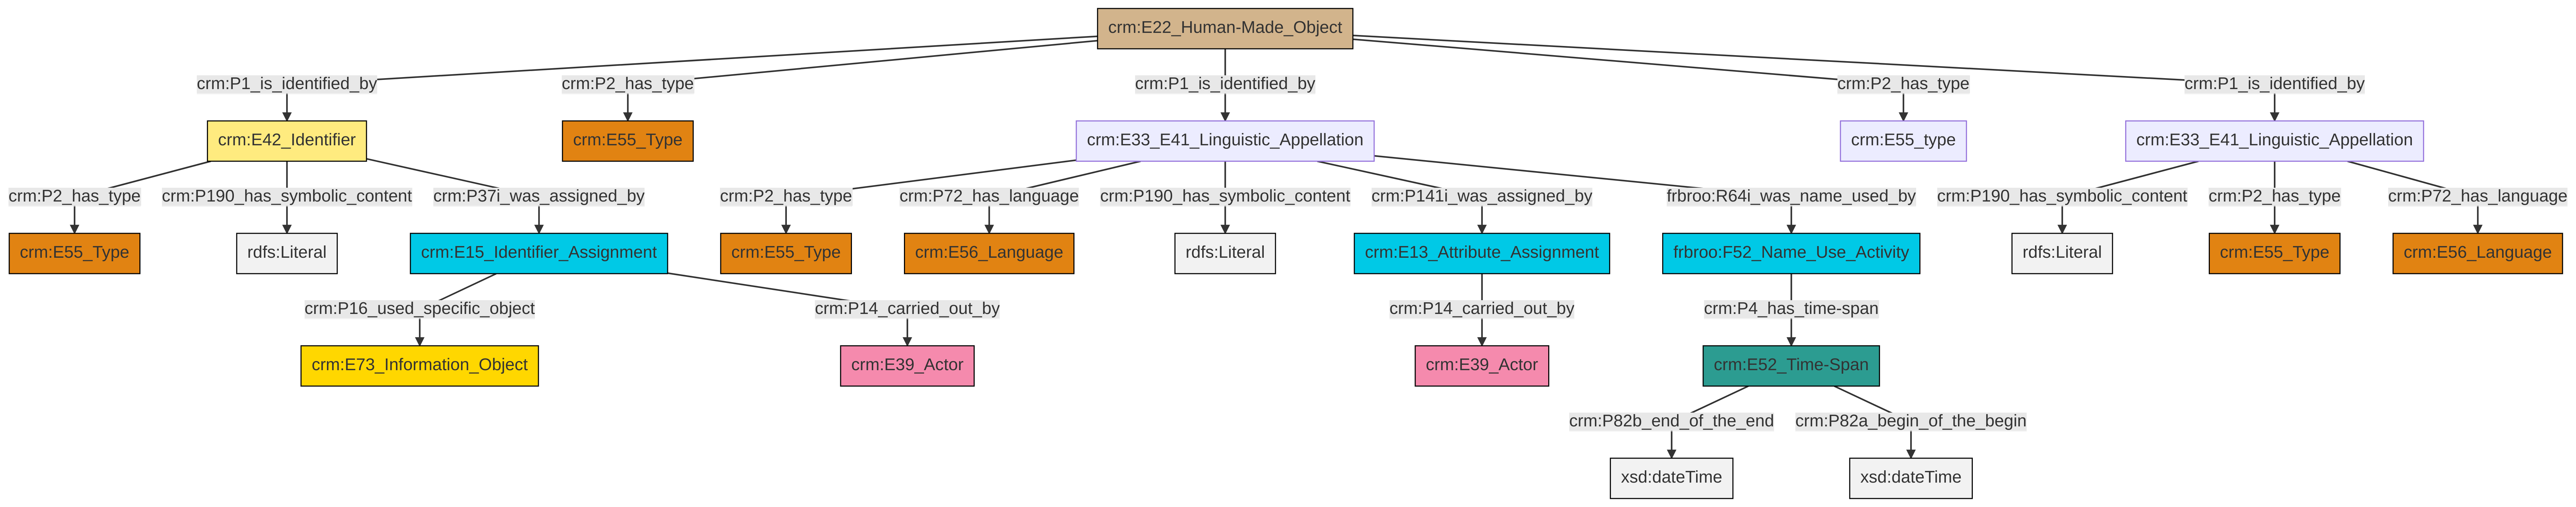 crm:E22_Human-Made_Object
crm:P1_is_identified_by
crm:P2_has_type
crm:P1_is_identified_by
crm:P2_has_type
crm:P1_is_identified_by
crm:E42_Identifier
crm:E55_Type
crm:E33_E41_Linguistic_Appellation
crm:E55_type
crm:E33_E41_Linguistic_Appellation
crm:P2_has_type
crm:P190_has_symbolic_content
crm:P37i_was_assigned_by
crm:P2_has_type
crm:P72_has_language
crm:P190_has_symbolic_content
crm:P141i_was_assigned_by
frbroo:R64i_was_name_used_by
crm:P190_has_symbolic_content
crm:P2_has_type
crm:P72_has_language
crm:E55_Type
rdfs:Literal
crm:E15_Identifier_Assignment
crm:E55_Type
crm:E56_Language
rdfs:Literal
crm:E13_Attribute_Assignment
frbroo:F52_Name_Use_Activity
rdfs:Literal
crm:E55_Type
crm:E56_Language
crm:P16_used_specific_object
crm:P14_carried_out_by
crm:P14_carried_out_by
crm:P4_has_time-span
crm:E73_Information_Object
crm:E39_Actor
crm:E39_Actor
crm:E52_Time-Span
crm:P82b_end_of_the_end
crm:P82a_begin_of_the_begin
xsd:dateTime
xsd:dateTime